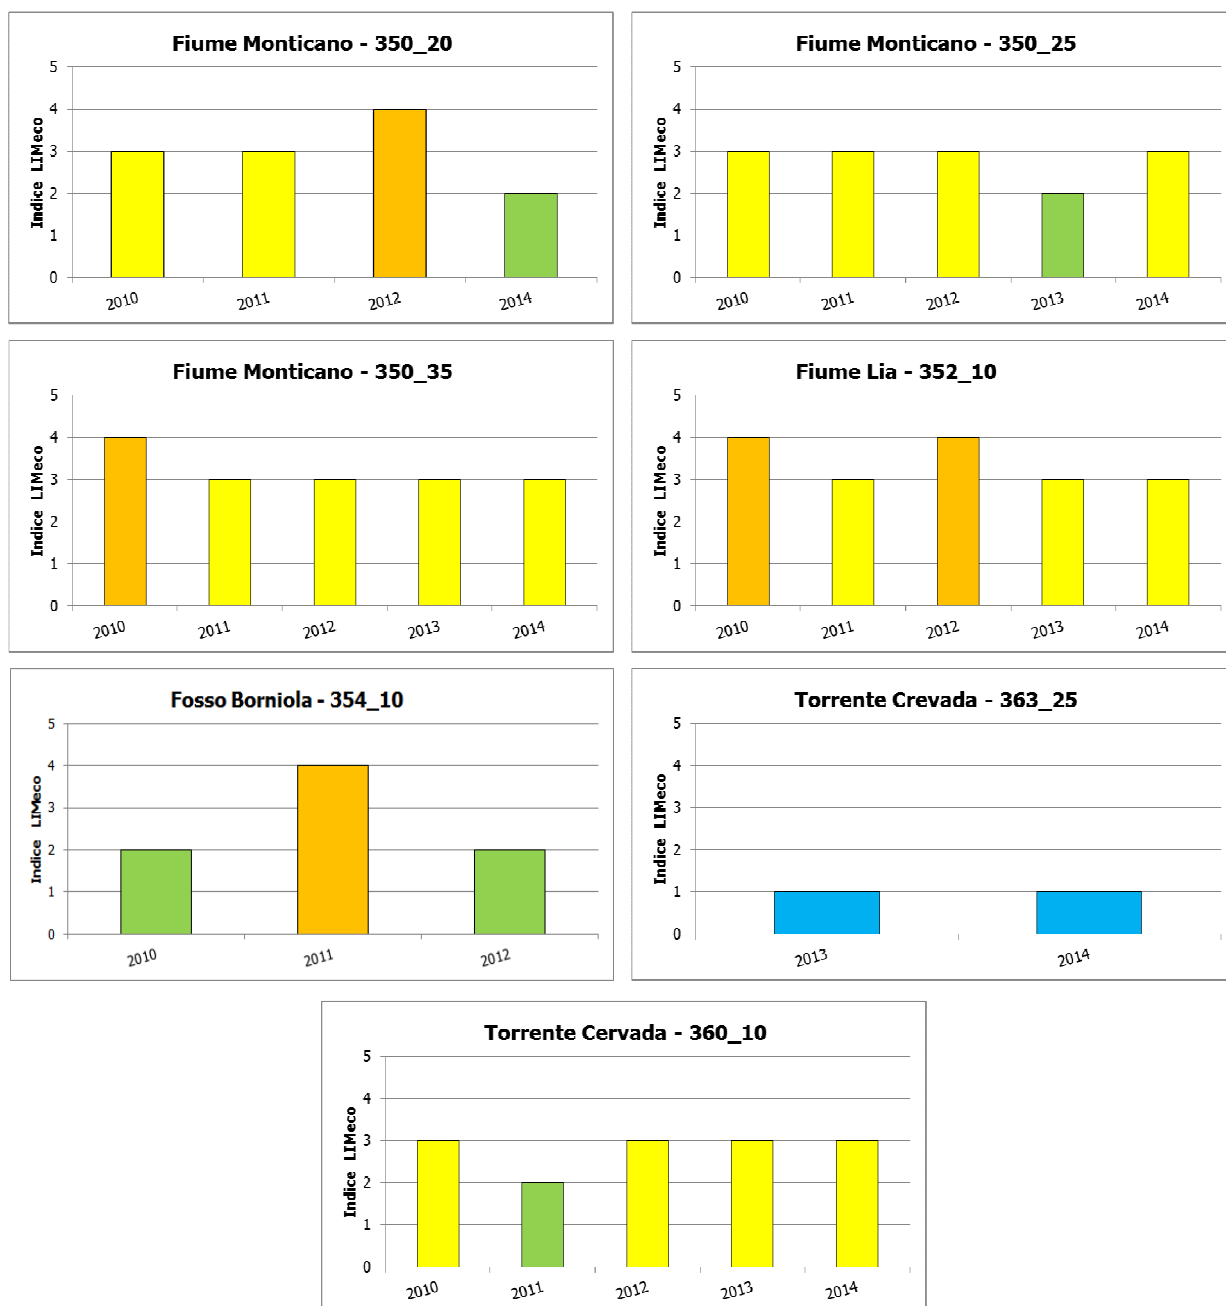 Fiume Monticano - 350_20
Indice LIMeco
5
4
3
2
1
0
2010 2011 2012 2014
Fiume Monticano - 350_25
Indice LIMeco
5
4
3
2
1
0
2010 2011 2012 2013 2014
Fiume Monticano - 350_35
Indice LIMeco
5
4
3
2
1
0
2010 2011 2012 2013 2014
Fiume Lia - 352_10
Indice LIMeco
5
4
3
2
1
0
2010 2011 2012 2013 2014
Fosso Borniola - 354_10
Indice LIMeco
5
4
3
2
1
0
2010 2011 2012
Torrente Crevada - 363_25
Indice LIMeco
5
4
3
2
1
0
2013 2014
Torrente Cervada - 360_10
Indice LIMeco
5
4
3
2
1
0
2010 2011 2012 2013 2014